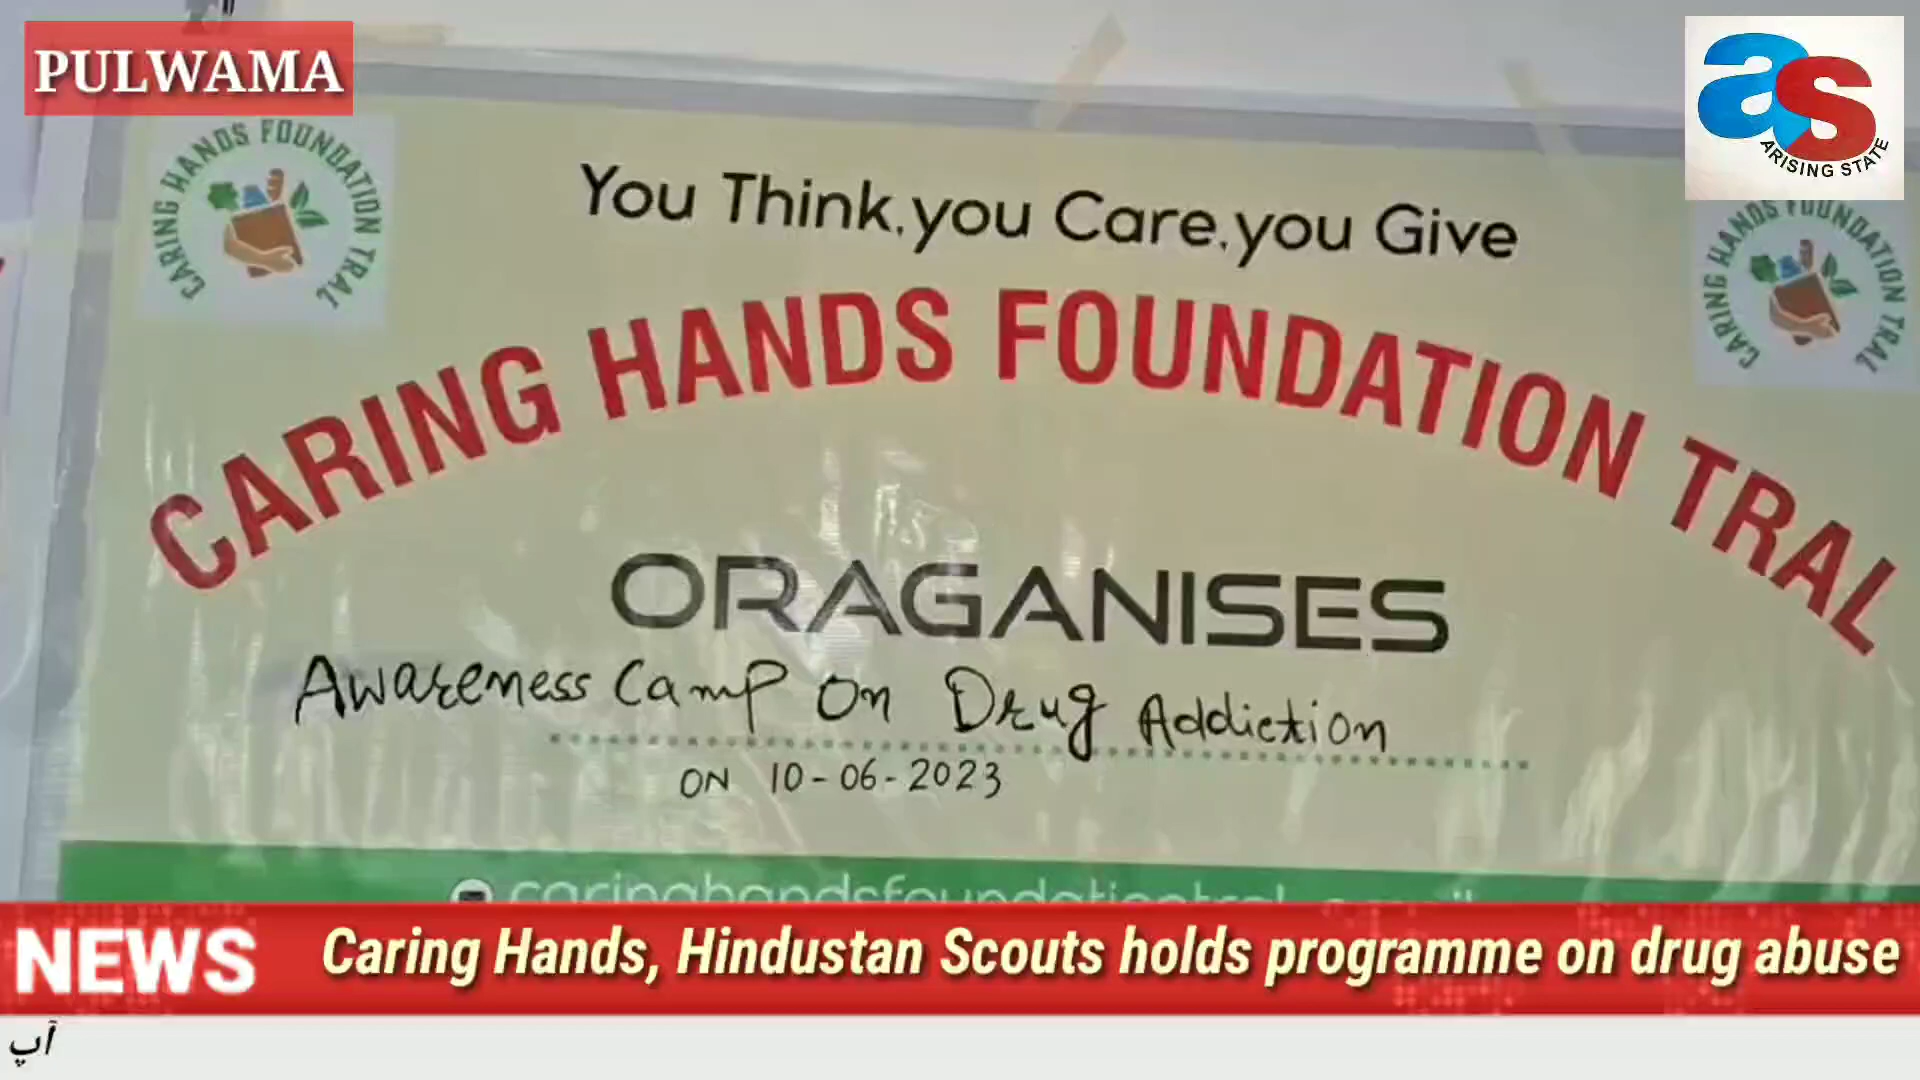 PULWAMA
as
ARISING STATE
CARING HANDS FOUNDATION TRAL
CARING HANDS FOUNDATION TRAL
You Think,you Care,you Give
CARING HANDS FOUNDATION TRAL
ORAGANISES
Awareness Camp On Drug Addiction
ON 10-06-2023
NEWS
Caring Hands, Hindustan Scouts holds programme on drug abuse
آپ